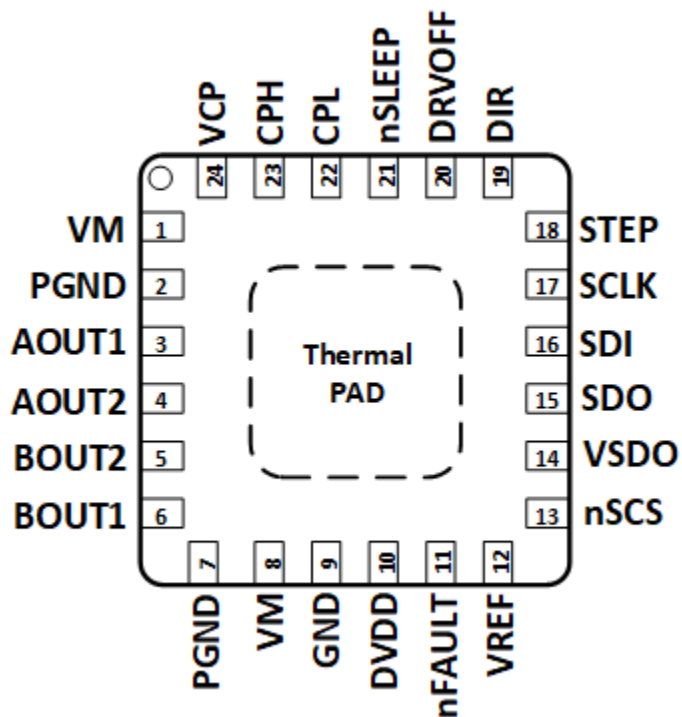 VCP
CPH
CPL
nSLEEP
DRVOFF
DIR
24
23
22
21
20
19
VM 1
PGND 2
AOUT1 3
AOUT2 4
BOUT2 5
BOUT1 6
Thermal
PAD
18 STEP
17 SCLK
16 SDI
15 SDO
14 VSDO
13 nSCS
7
8
9
10
11
12
PGND
VM
GND
DVDD
nFAULT
VREF